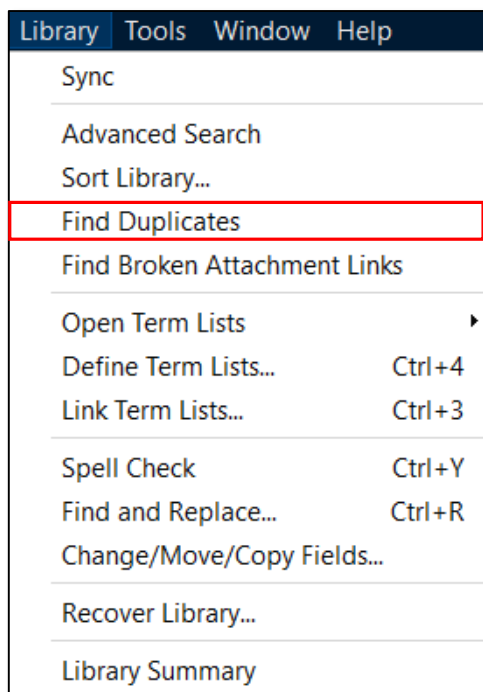 Library Tools Window Help
Sync
Advanced Search
Sort Library...
Find Duplicates
Find Broken Attachment Links
Open Term Lists
Define Term Lists... Ctrl+4
Link Term Lists... Ctrl+3
Spell Check Ctrl+Y
Find and Replace... Ctrl+R
Change/Move/Copy Fields...
Recover Library...
Library Summary